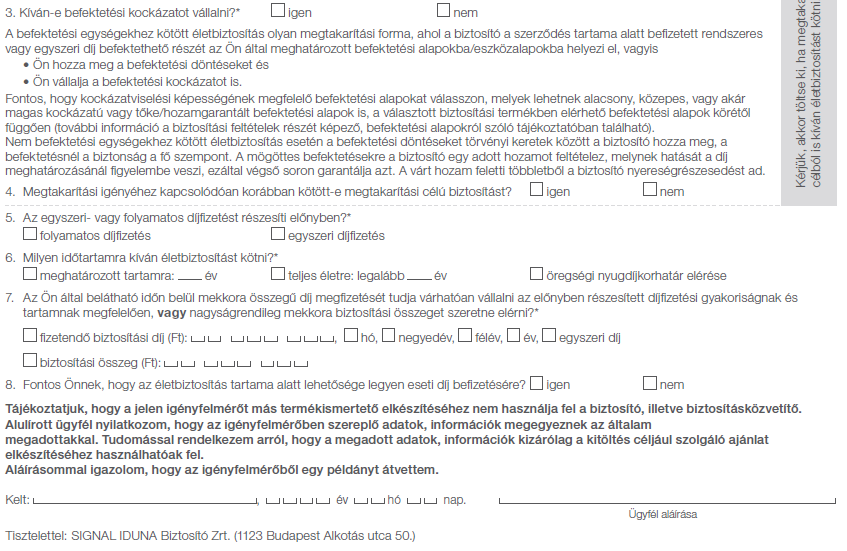 3. Kíván-e befektetési kockázatot vállalni?* igen nem
A befektetési egységekhez kötött életbiztosítás olyan megtakarítási forma, ahol a biztosító a szerződés tartama alatt befizetett rendszeres
vagy egyszeri díj befektethető részét az Ön által meghatározott befektetési alapokba/eszközalapokba helyezi el, vagyis
• Ön hozza meg a befektetési döntéseket és
• Ön vállalja a befektetési kockázatot is.
Fontos, hogy kockázatviselési képességének megfelelő befektetési alapokat válasszon, melyek lehetnek alacsony, közepes, vagy akár
magas kockázatú vagy tőke/hozamgarantált befektetési alapok is, a választott biztosítási termékben elérhető befektetési alapok körétől
függően (további információ a biztosítási feltételek részét képező, befektetési alapokról szóló tájékoztatóban található).
Nem befektetési egységekhez kötött életbiztosítás esetén a befektetési döntéseket törvényi keretek között a biztosító hozza meg, a
befektetésnél a biztonság a fő szempont. A mögöttes befektetésekre a biztosító egy adott hozamot feltételez, melynek hatását a díj
meghatározásánál figyelembe veszi, ezáltal végső soron garantálja azt. A várt hozam feletti többletből a biztosító nyereségrészesedést ad.
4. Megtakarítási igényéhez kapcsolódóan korábban kötött-e megtakarítási célú biztosítást? igen nem
Kérjük, akkor töltse ki, ha megtaka
célból is kíván életbiztosítást kötni
5. Az egyszeri- vagy folyamatos díjfizetést részesíti előnyben?*
folyamatos díjfizetés egyszeri díjfizetés
6. Milyen időtartamra kíván életbiztosítást kötni?*
meghatározott tartamra: ____ év teljes életre: legalább ____ év öregségi nyugdíjkorhatár elérése
7. Az Ön által belátható időn belül mekkora összegű díj megfizetését tudja várhatóan vállalni az előnyben részesített díjfizetési gyakoriságnak és
tartamnak megfelelően, vagy nagyságrendileg mekkora biztosítási összeget szeretne elérni?*
fizetendő biztosítási díj (Ft): , hó, negyedév, félév, év, egyszeri díj
biztosítási összeg (Ft):
8. Fontos Önnek, hogy az életbiztosítás tartama alatt lehetősége legyen eseti díj befizetésére? igen nem
Tájékoztatjuk, hogy a jelen igényfelmérőt más termékismertető elkészítéséhez nem használja fel a biztosító, illetve biztosításközvetítő.
Alulírott ügyfél nyilatkozom, hogy az igényfelmérőben szereplő adatok, információk megegyeznek az általam
megadottakkal. Tudomással rendelkezem arról, hogy a megadott adatok, információk kizárólag a kitöltés céljául szolgáló ajánlat
elkészítéséhez használhatóak fel.
Aláírásommal igazolom, hogy az igényfelmérőből egy példányt átvettem.
Kelt: , év hó nap.
Ügyfél aláírása
Tisztelettel: SIGNAL IDUNA Biztosító Zrt. (1123 Budapest Alkotás utca 50.)